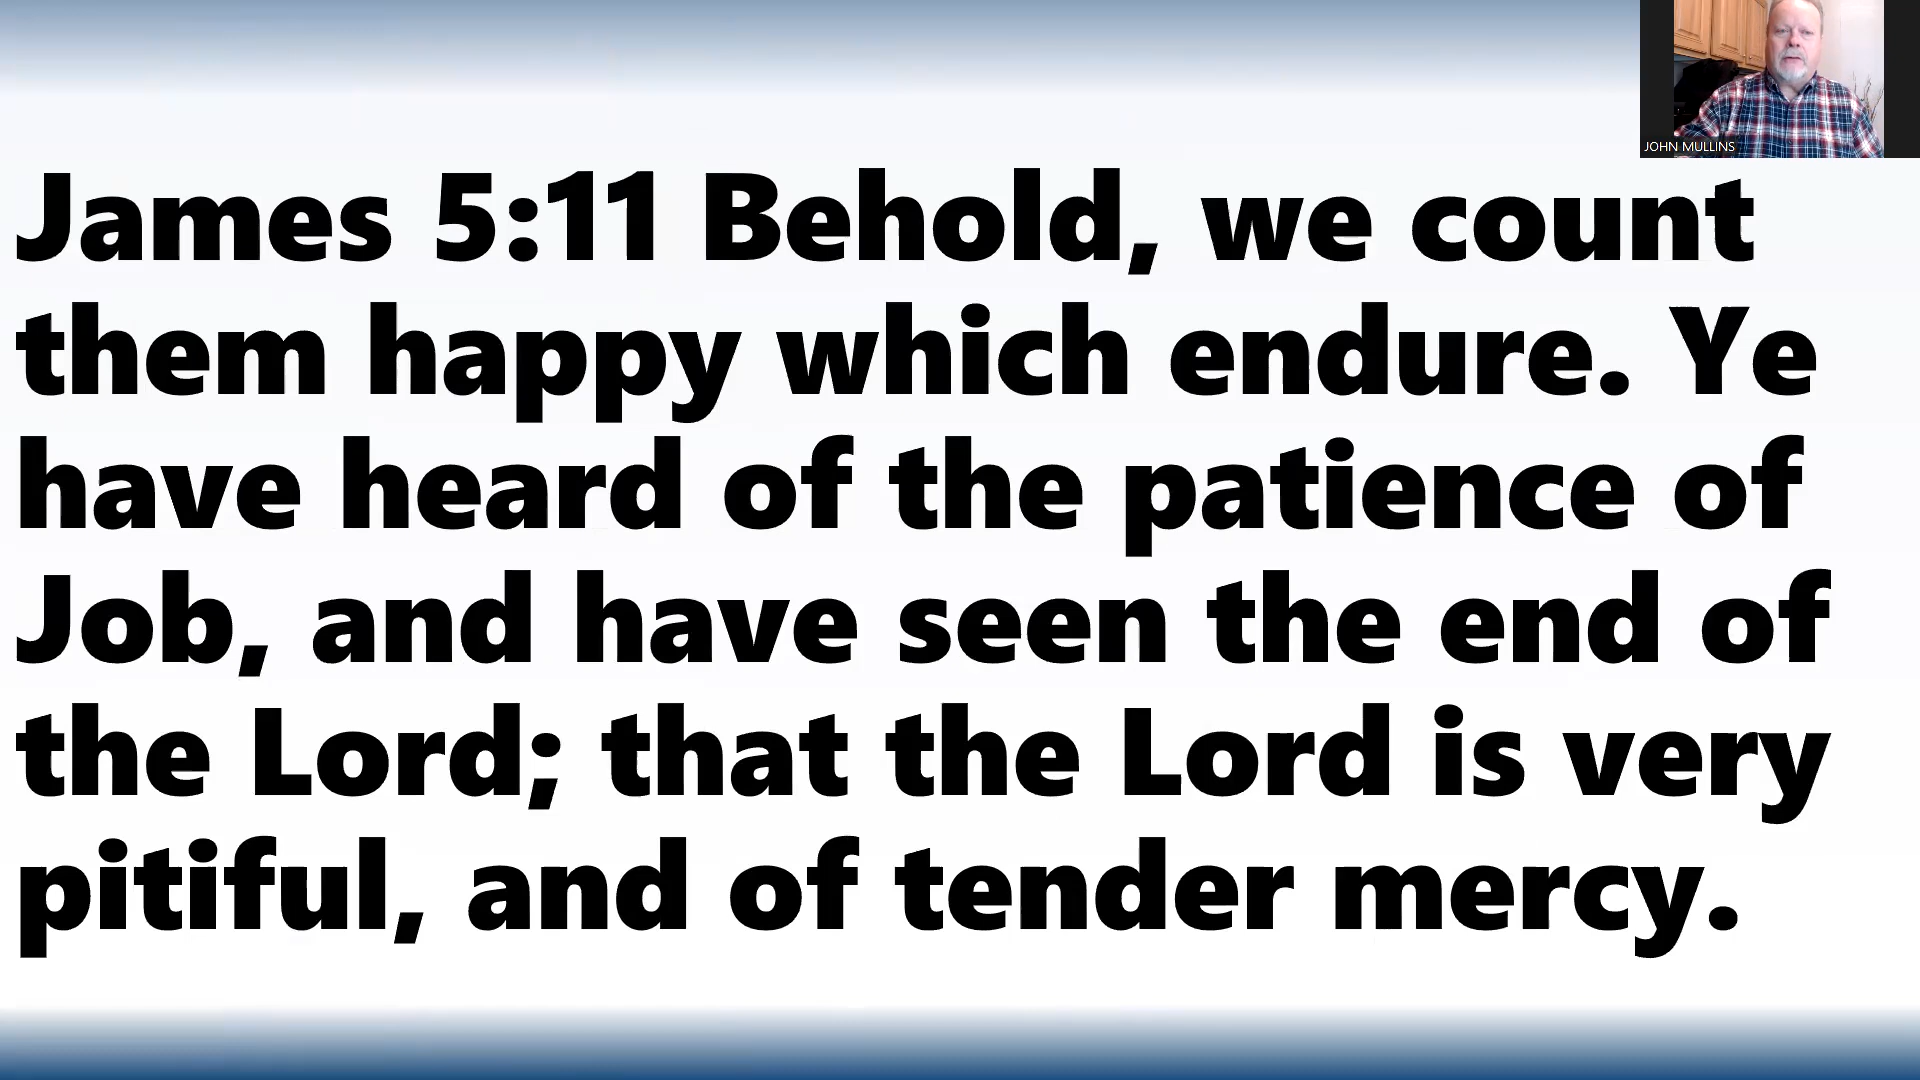 JOHN MULLINS
James 5:11 Behold, we count
them happy which endure. Ye
have heard of the patience of
Job, and have seen the end of
the Lord; that the Lord is very
pitiful, and of tender mercy.